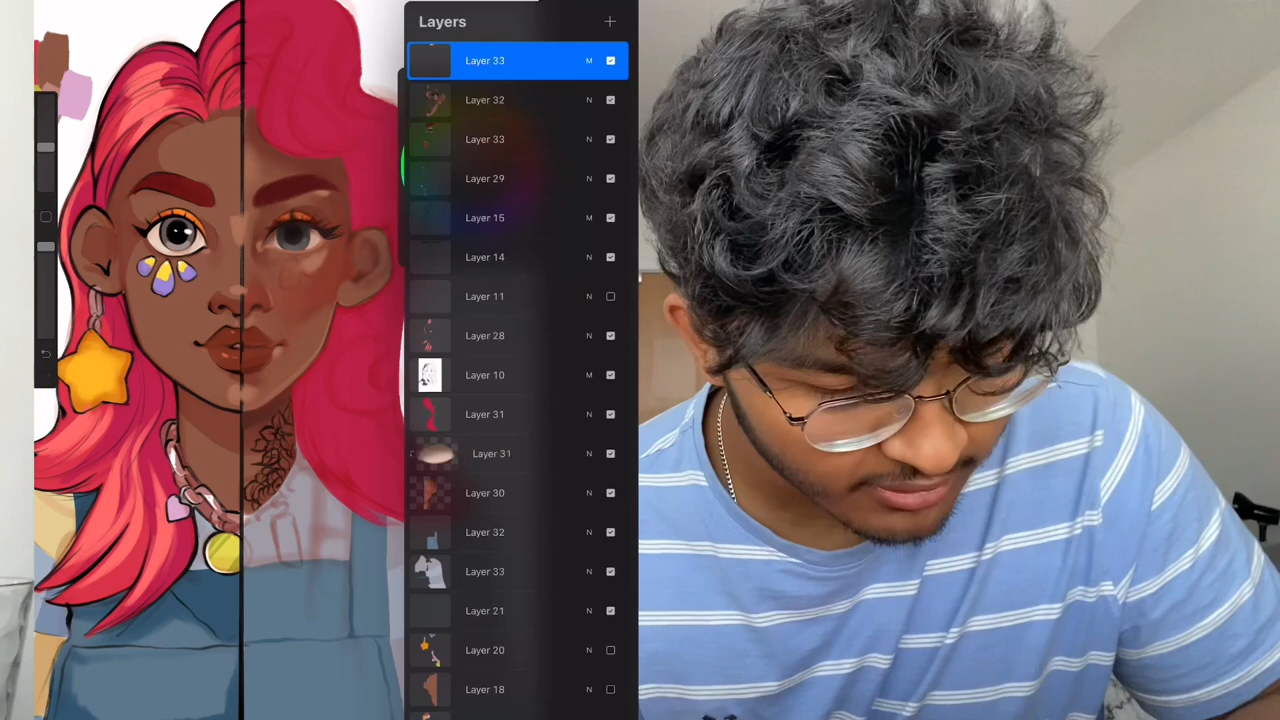 Layers
Layer 33 M
Layer 32 N
Layer 33 N
Layer 29 N
Layer 15 M
Layer 14 N
Layer 11 N
Layer 28 N
Layer 10 M
Layer 31 N
Layer 31 N
Layer 30 N
Layer 32 N
Layer 33 N
Layer 21 N
Layer 20 N
Layer 18 N